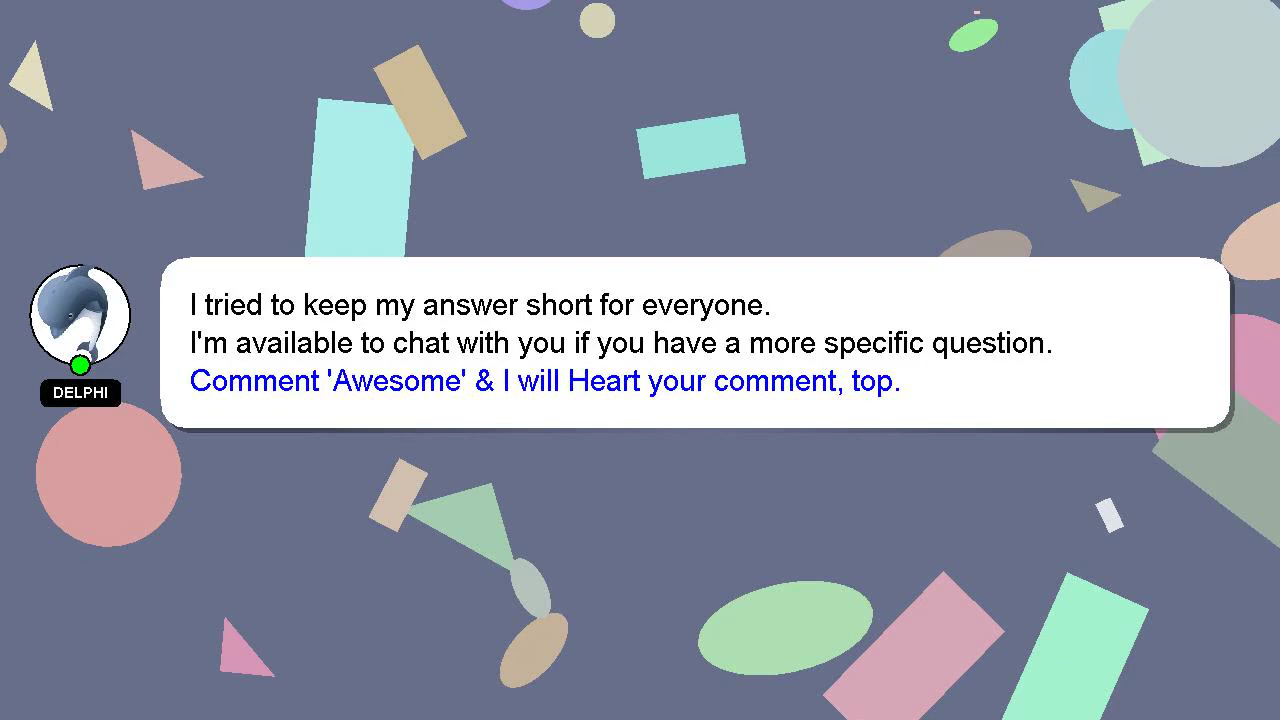 I tried to keep my answer short for everyone.
I'm available to chat with you if you have a more specific question.
Comment 'Awesome' & I will Heart your comment, top.
DELPHI